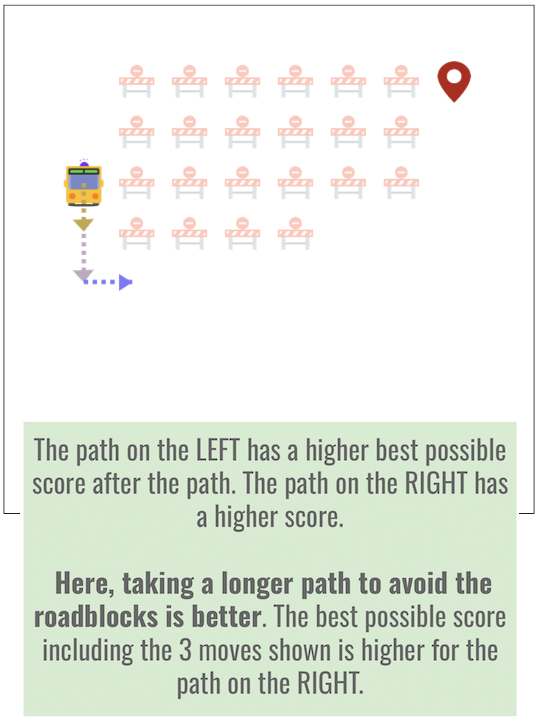 The path on the LEFT has a higher best possible
score after the path. The path on the RIGHT has
a higher score.
Here, taking a longer path to avoid the
roadblocks is better. The best possible score
including the 3 moves shown is higher for the
path on the RIGHT.